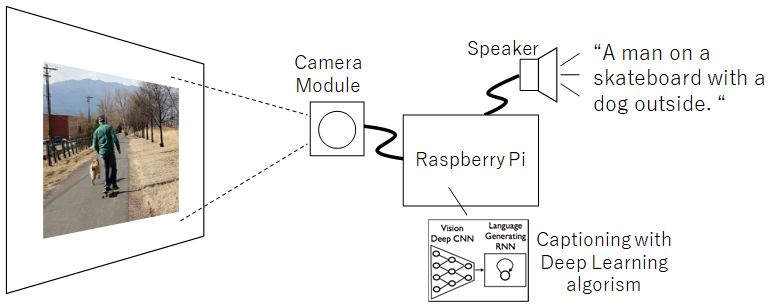 Camera
Module
Speaker
“A man on a
skateboard with a
dog outside. “
Raspberry Pi
Vision
Deep CNN
Language
Generating
RNN
Captioning with
Deep Learning
algorism